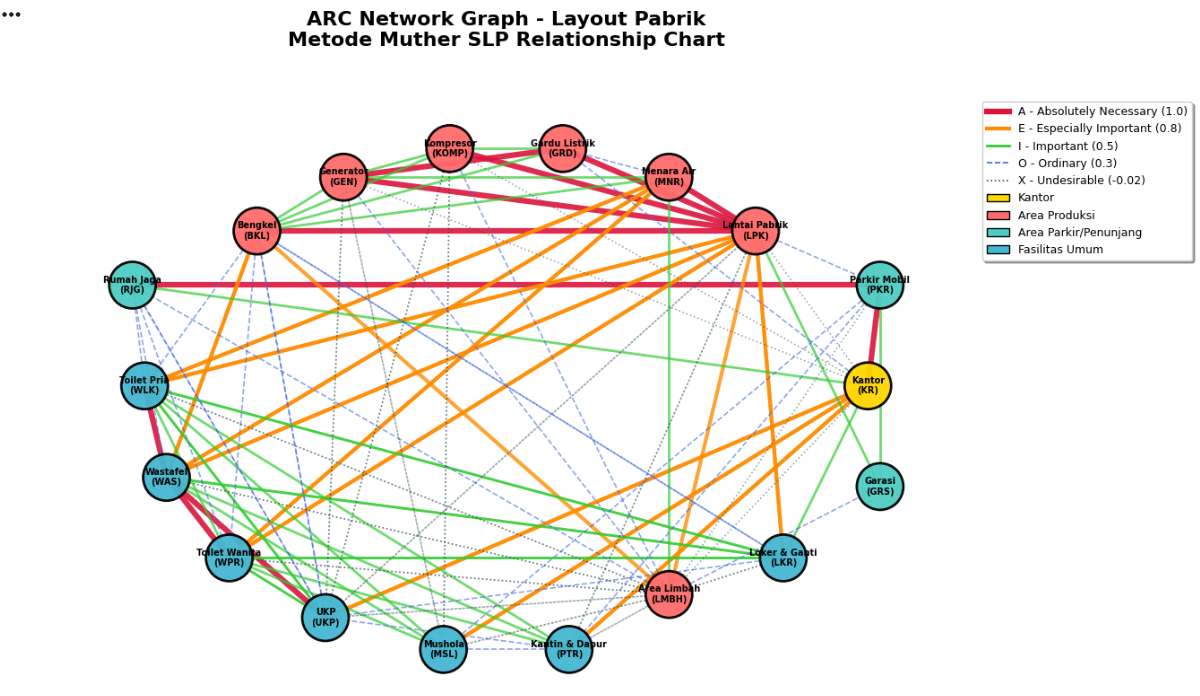 •••
ARC Network Graph - Layout Pabrik
Metode Muther SLP Relationship Chart
A - Absolutely Necessary (1.0)
E - Especially Important (0.8)
I - Important (0.5)
O - Ordinary (0.3)
X - Undesirable (-0.02)
Kantor
Area Produksi
Area Parkir/Penunjang
Fasilitas Umum
Kompresor
(KOMP)
Gardu Listrik
(GRD)
Generator
(GEN)
Menara Air
(MNR)
Bengkel
(BKL)
Lantai Pabrik
(LPK)
Rumah Jaga
(RJG)
Parkir Mobil
(PKR)
Toilet Pria
(WLK)
Kantor
(KR)
Wastafel
(WAS)
Garasi
(GRS)
Toilet Wanita
(WPR)
Loker & Ganti
(LKR)
Area Limbah
(LMBH)
UKP
(UKP)
Mushola
(MSL)
Kantin & Dapur
(PTR)